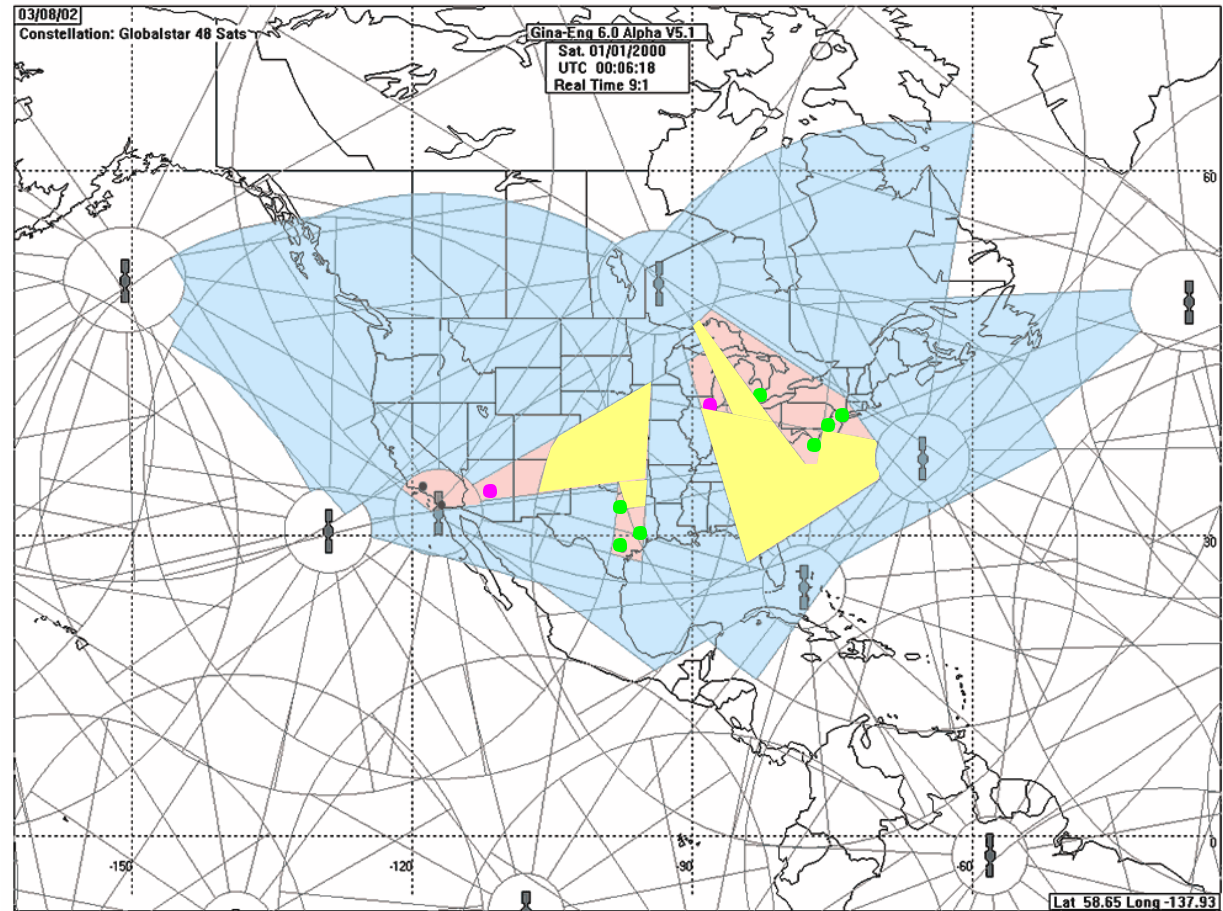 03/08/02
Constellation: Globalstar 48 Sats
Gina-Eng 6.0 Alpha V5.1
Sat. 01/01/2000
UTC 00:06:18
Real Time 9:1
60
30
0
-150
-120
-90
-60
Lat 58.65 Long -137.93